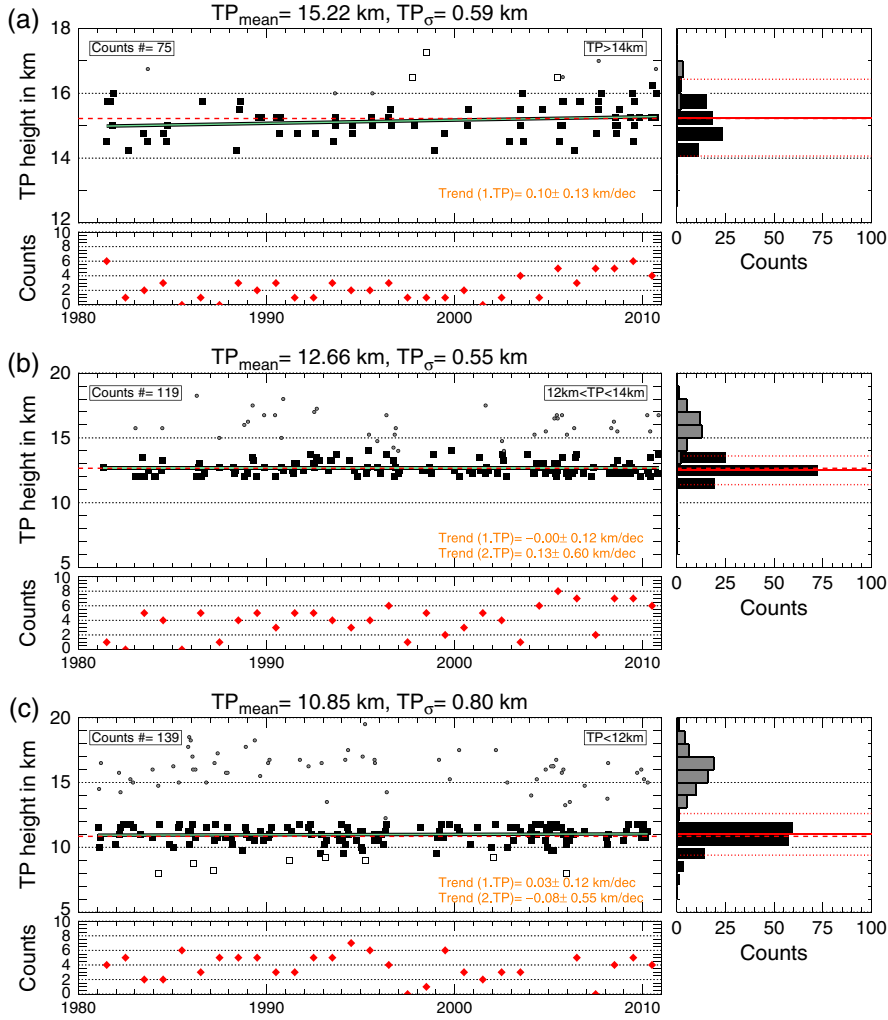 (a)
TPmean= 15.22 km, TPσ= 0.59 km
Counts #= 75
TP>14km
TP height in km
18
16
14
12
Trend (1.TP)= 0.10± 0.13 km/dec
0 25 50 75 100
Counts
Counts
10
8
6
4
2
0
1980 1990 2000 2010
(b)
TPmean= 12.66 km, TPσ= 0.55 km
Counts #= 119
12km<TP<14km
TP height in km
20
15
10
5
Trend (1.TP)= −0.00± 0.12 km/dec
Trend (2.TP)= 0.13± 0.60 km/dec
0 25 50 75 100
Counts
Counts
10
8
6
4
2
0
1980 1990 2000 2010
(c)
TPmean= 10.85 km, TPσ= 0.80 km
Counts #= 139
TP<12km
TP height in km
20
15
10
5
Trend (1.TP)= 0.03± 0.12 km/dec
Trend (2.TP)= −0.08± 0.55 km/dec
0 25 50 75 100
Counts
Counts
10
8
6
4
2
0
1980 1990 2000 2010